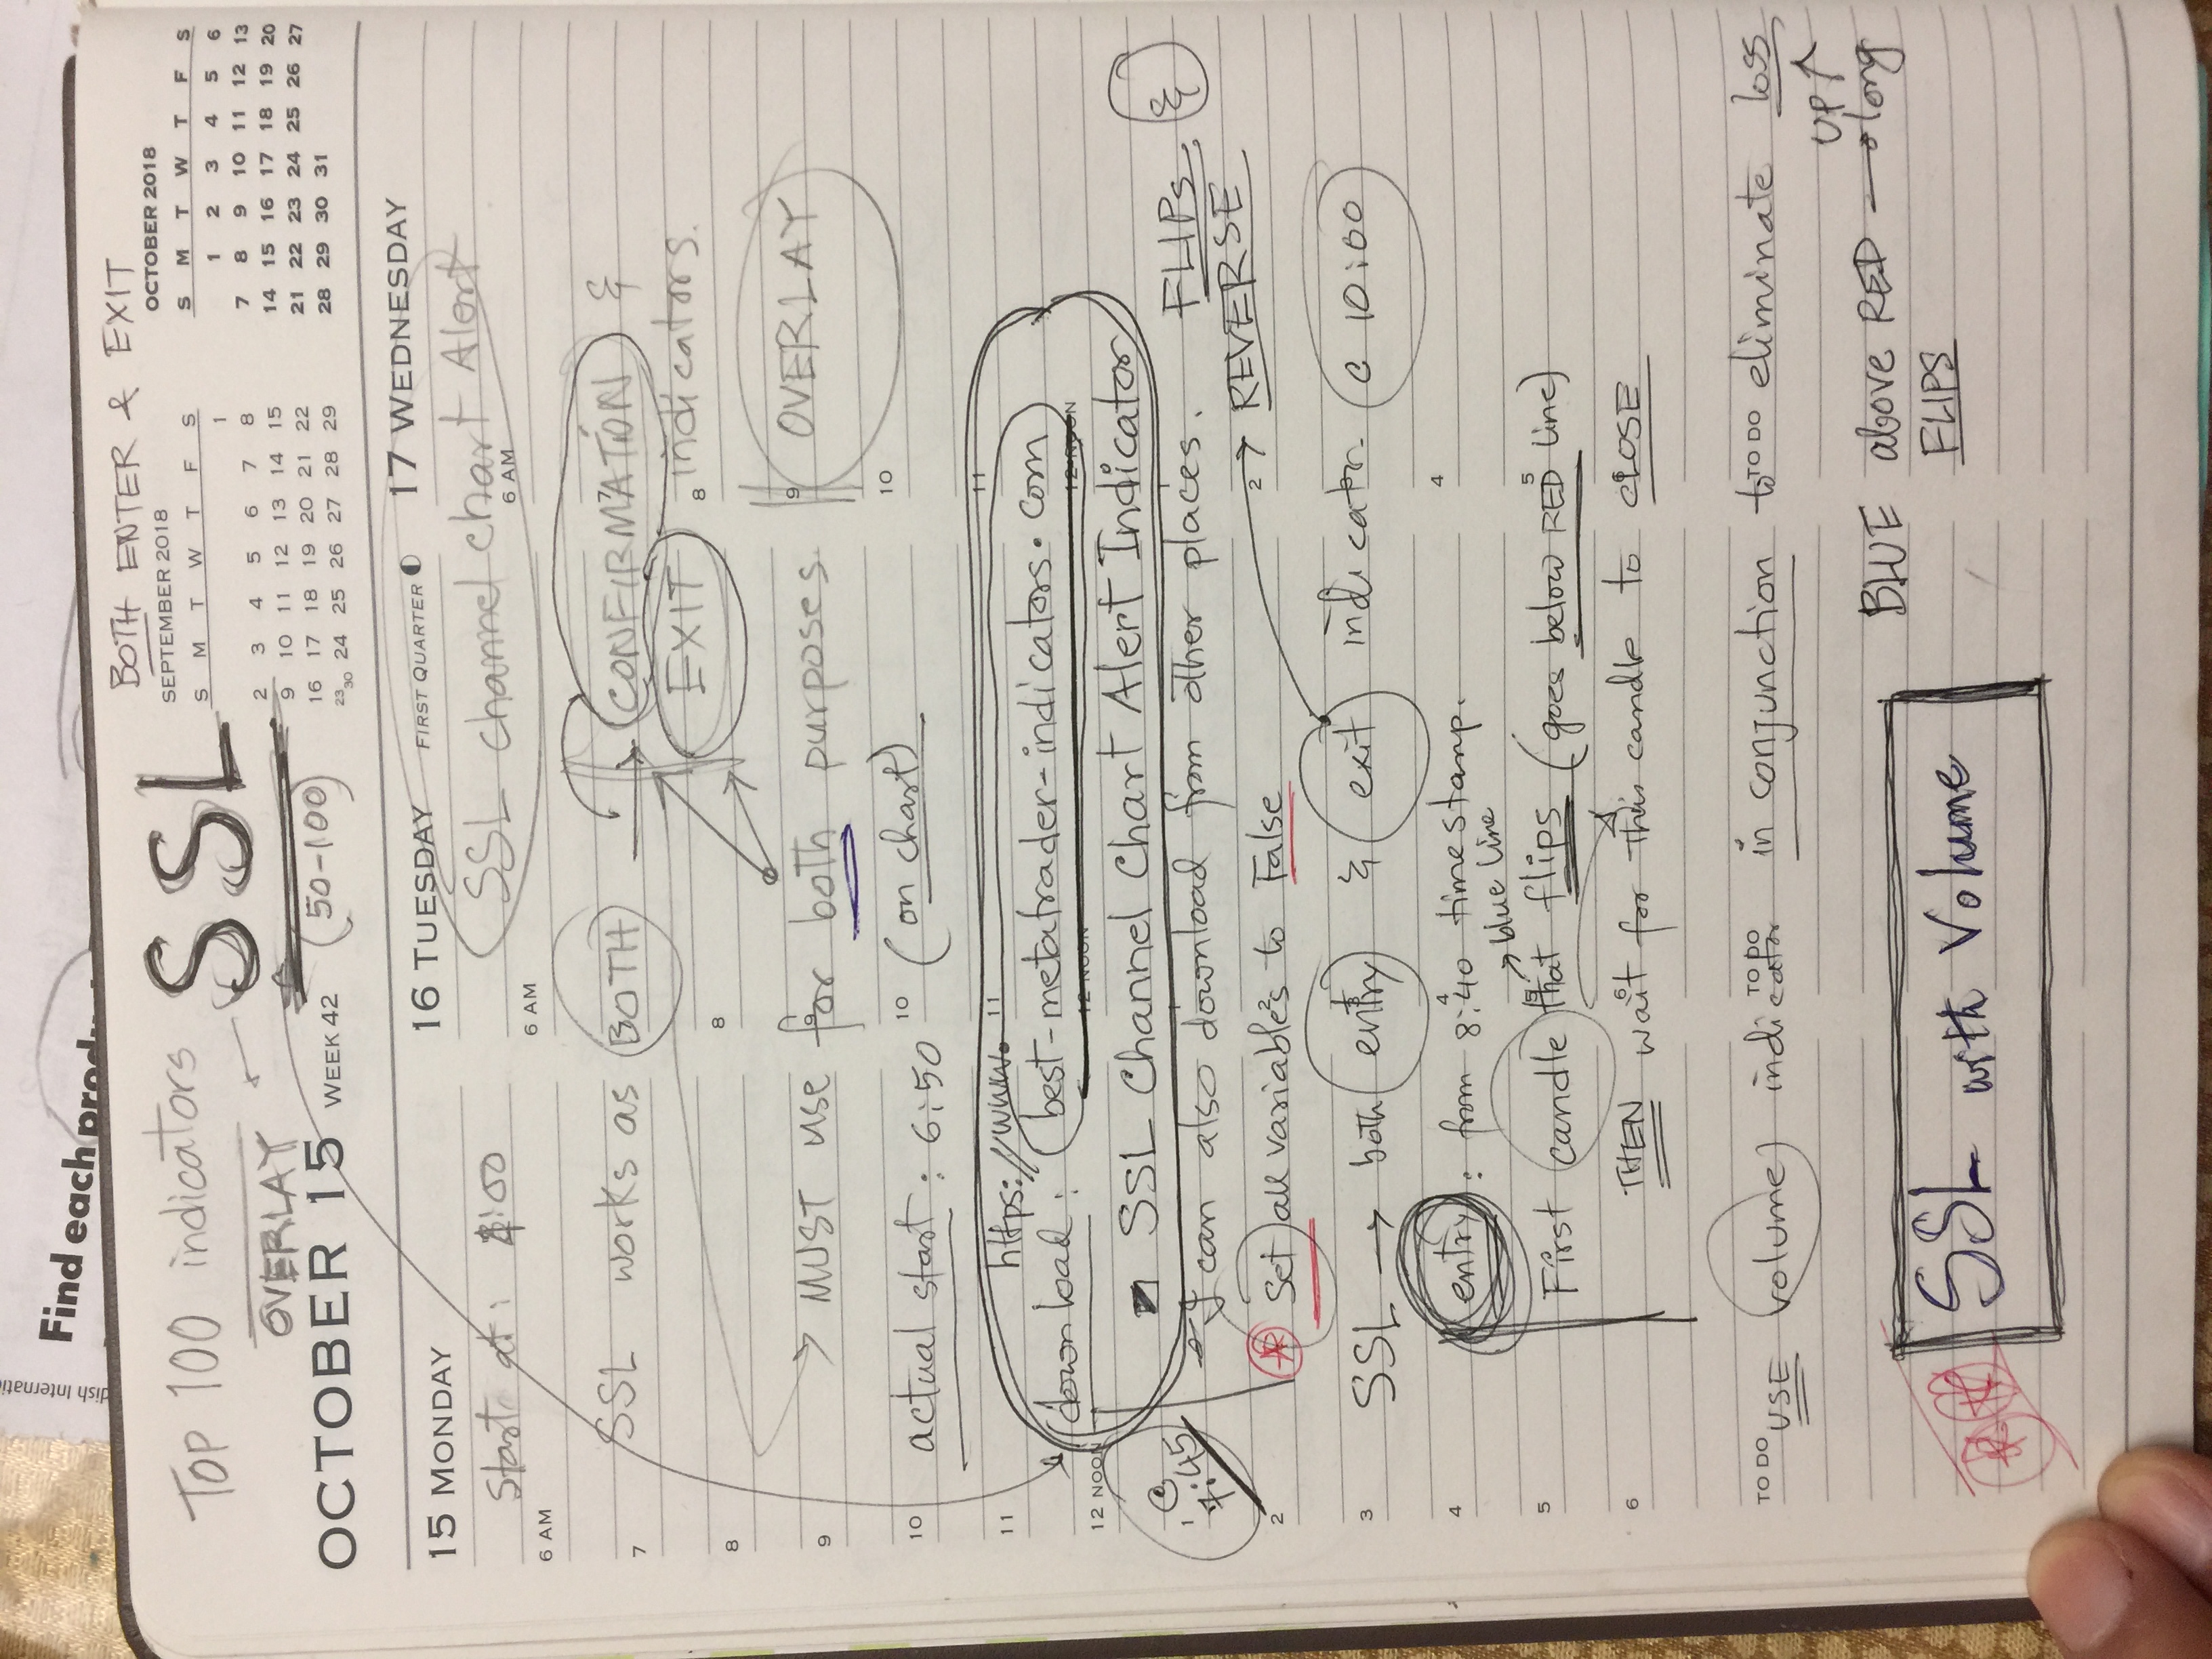 dish Internati
Find each produ
BOTH ENTER & EXIT
Top 100 indicators
SSL
OVERLAY
(50-100)
SEPTEMBER 2018
S M T W T F S
1
2 3 4 5 6 7 8
9 10 11 12 13 14 15
16 17 18 19 20 21 22
23 30 24 25 26 27 28 29
OCTOBER 2018
S M T W T F S
1 2 3 4 5 6
7 8 9 10 11 12 13
14 15 16 17 18 19 20
21 22 23 24 25 26 27
28 29 30 31
OCTOBER 15 WEEK 42
15 MONDAY
16 TUESDAY FIRST QUARTER
17 WEDNESDAY
Start at: :00
SSL channel chart Alert
6 AM 6 AM 6 AM
SSL works as BOTH → CONFIRMATION &
7 7
EXIT indicators.
8 8 8
MUST use for both purposes
OVERLAY
9 9 9
actual start: 6:50 (on chart)
10 10 10
https://www.
11 11 11
download: best-metatrader-indicators.com
12 NOON 12 NOON 12 NOON
SSL Channel Chart Alert Indicator
@ 7:45
I can also download from other places.
FLIPs &
REVERSE
Set all variables to False
2 2 2
SSL → both entry & exit indicator. @ 10:00
3 3
entry: from 8:40 timestamp.
4 4 4
→ blue line
First candle that flips (goes below RED line)
5 5 5
THEN wait for this candle to CLOSE
6 6 6
TO DO TO DO TO DO
USE volume indicator in conjunction to eliminate loss
UP ↑
BLUE above RED → long
FLIPS
SSL with Volume